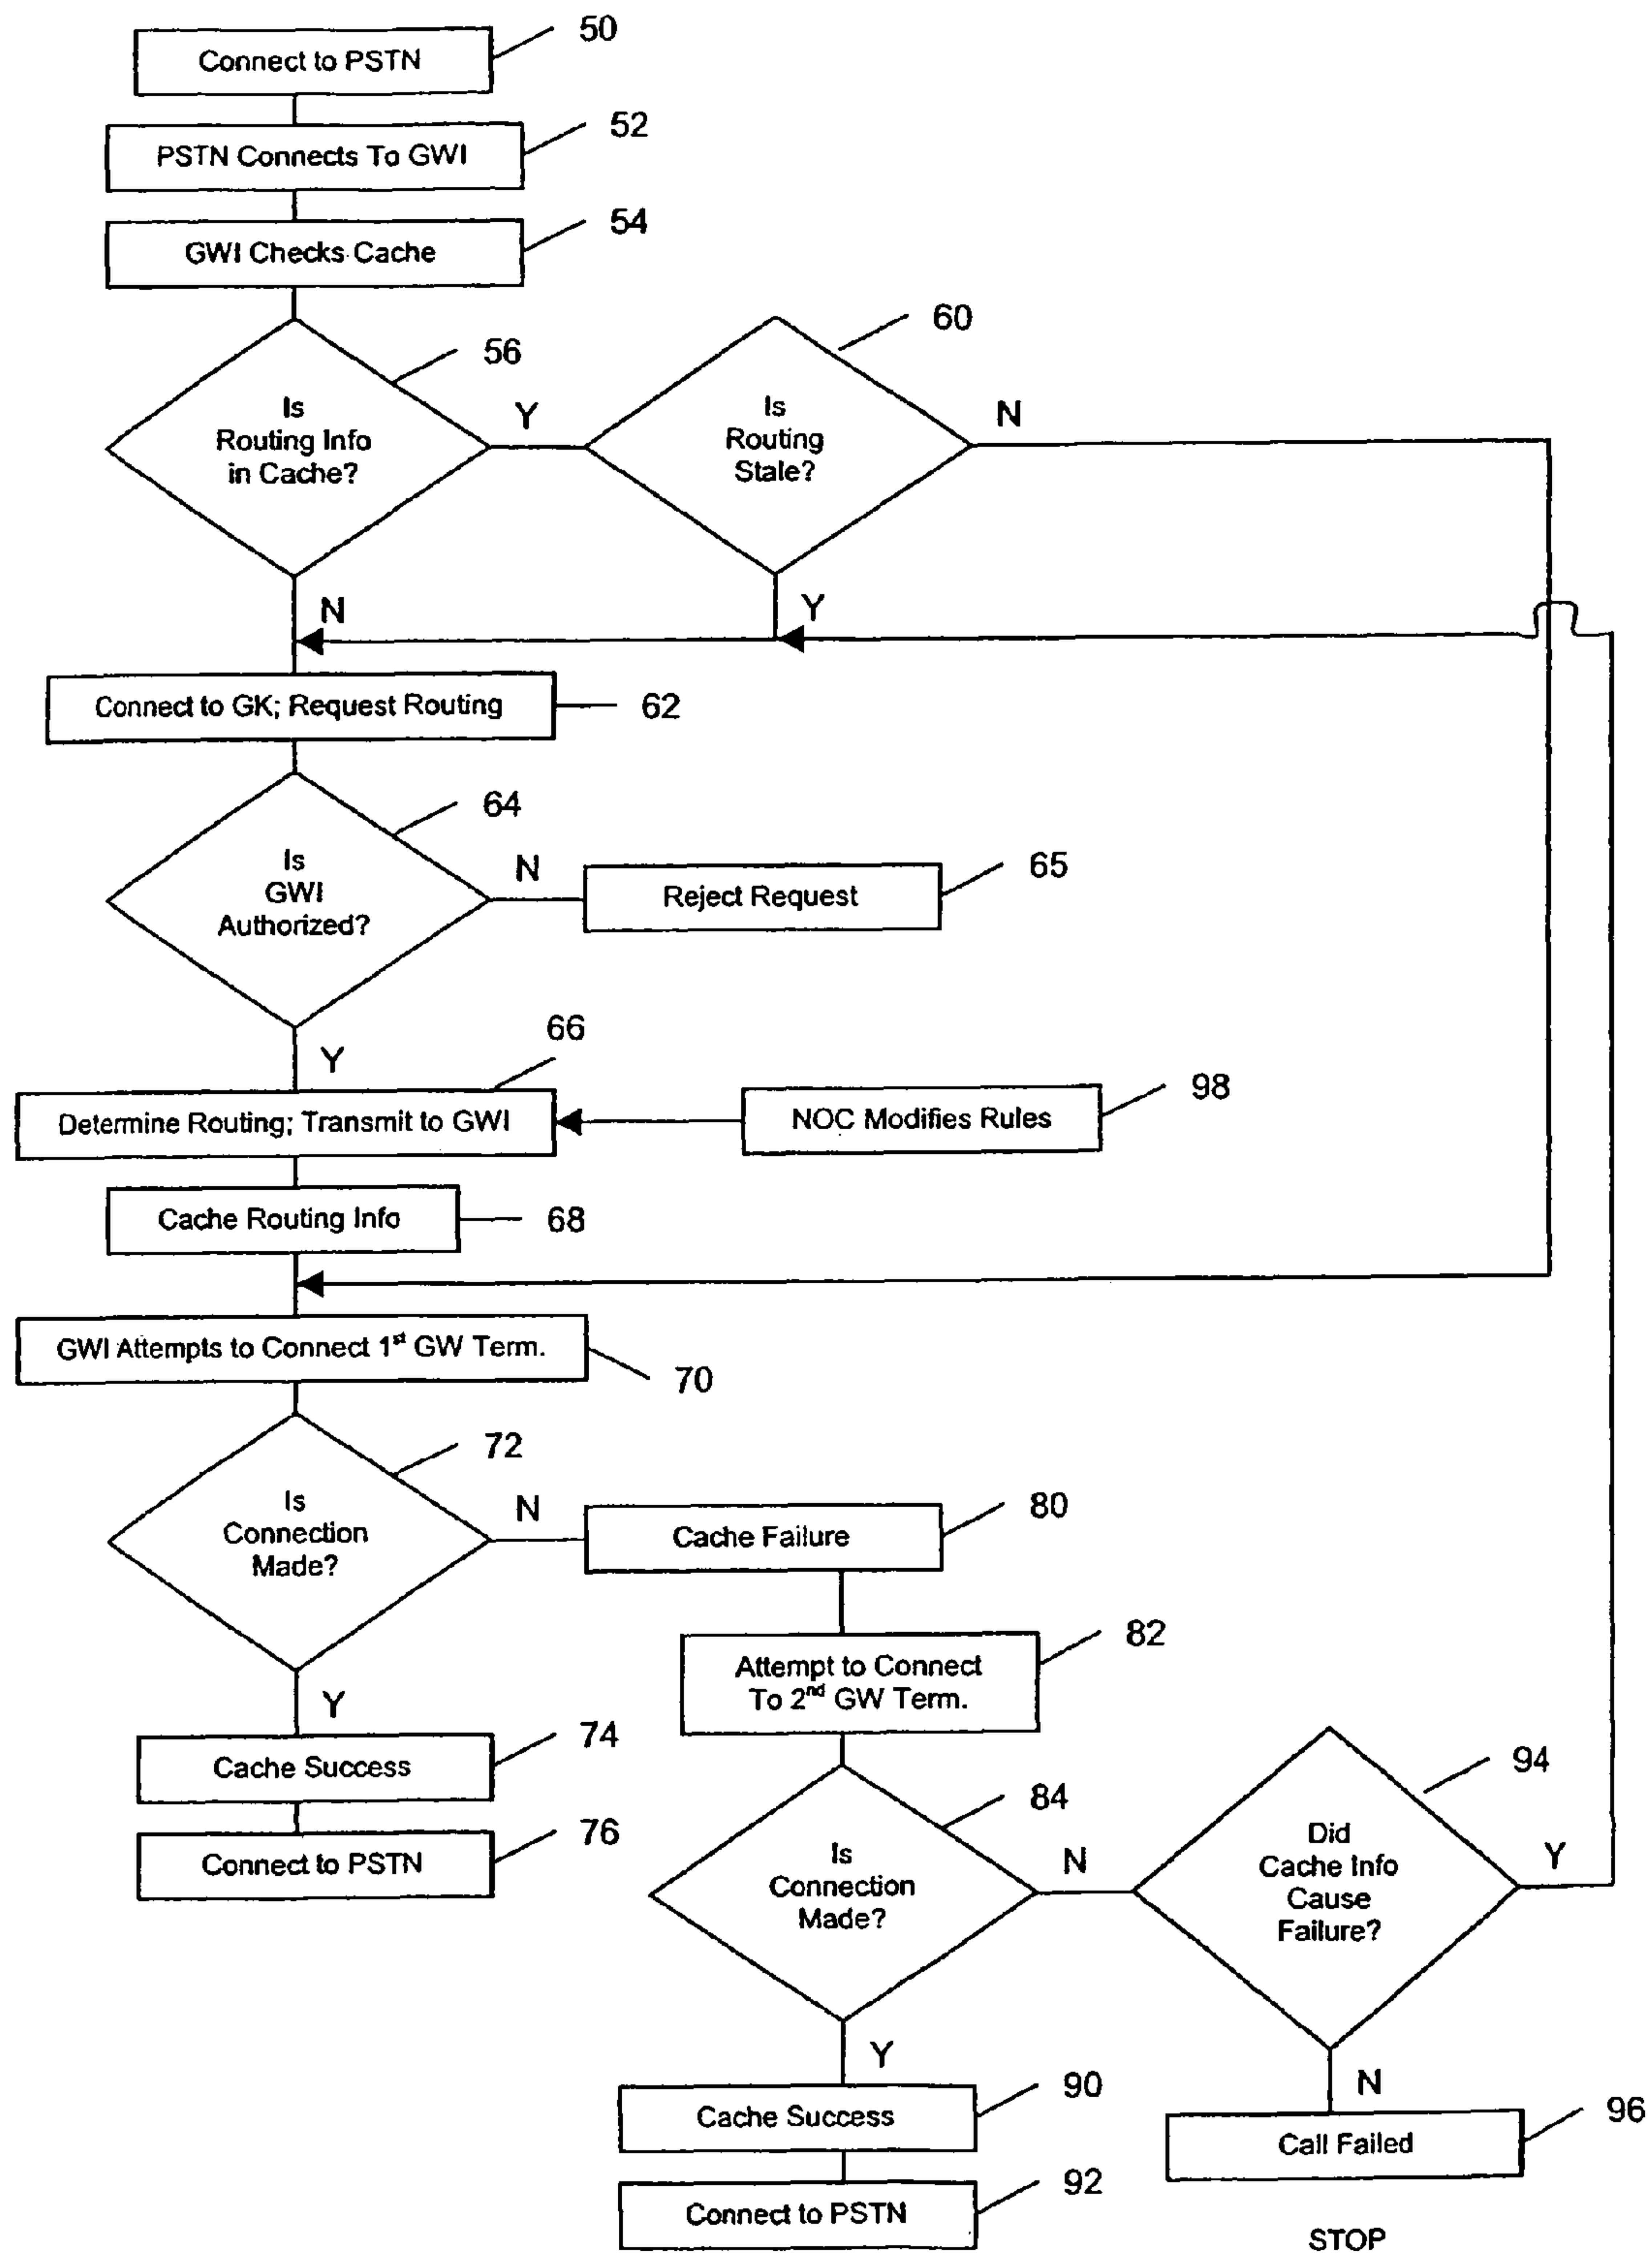 50
Connect to PSTN
52
PSTN Connects To GWI
54
GWI Checks Cache
56
Is
Routing Info
in Cache?
Y
60
Is
Routing
Stale?
N
N
Y
Connect to GK; Request Routing
62
64
Is
GWI
Authorized?
N
65
Reject Request
Y
66
Determine Routing; Transmit to GWI
98
NOC Modifies Rules
Cache Routing Info
68
GWI Attempts to Connect 1st GW Term.
70
72
Is
Connection
Made?
N
80
Cache Failure
82
Attempt to Connect
To 2nd GW Term.
Y
74
Cache Success
76
Connect to PSTN
84
Is
Connection
Made?
N
94
Did
Cache Info
Cause
Failure?
Y
Y
90
Cache Success
92
Connect to PSTN
N
96
Call Failed
STOP